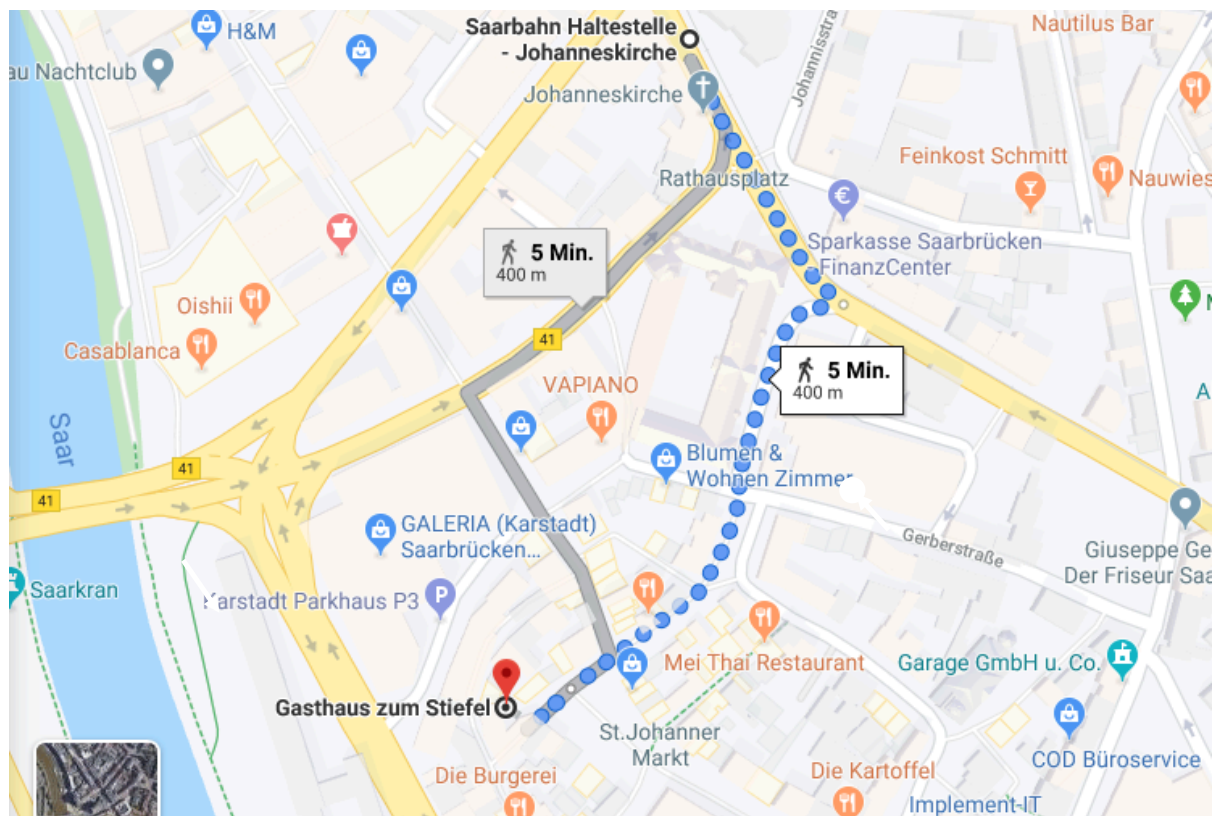 Saarbahn Haltestelle
- Johanneskirche
Nautilus Bar
H&M
au Nachtclub
Johanneskirche
Johannisstra
Feinkost Schmitt
Rathausplatz
Nauwies
€
5 Min.
400 m
Sparkasse Saarbrücken
-FinanzCenter
Oishii
Casablanca
41
5 Min.
400 m
VAPIANO
Saar
41
41
Blumen &
Wohnen Zimmer
GALERIA (Karstadt)
Saarbrücken...
Gerberstraße
Giuseppe Ge
Der Friseur Saa
Saarkran
Karstadt Parkhaus P3
P
Mei Thai Restaurant
Garage GmbH u. Co.
Gasthaus zum Stiefel
St.Johanner
Markt
COD Büroservice
Die Burgerei
Die Kartoffel
Implement-IT